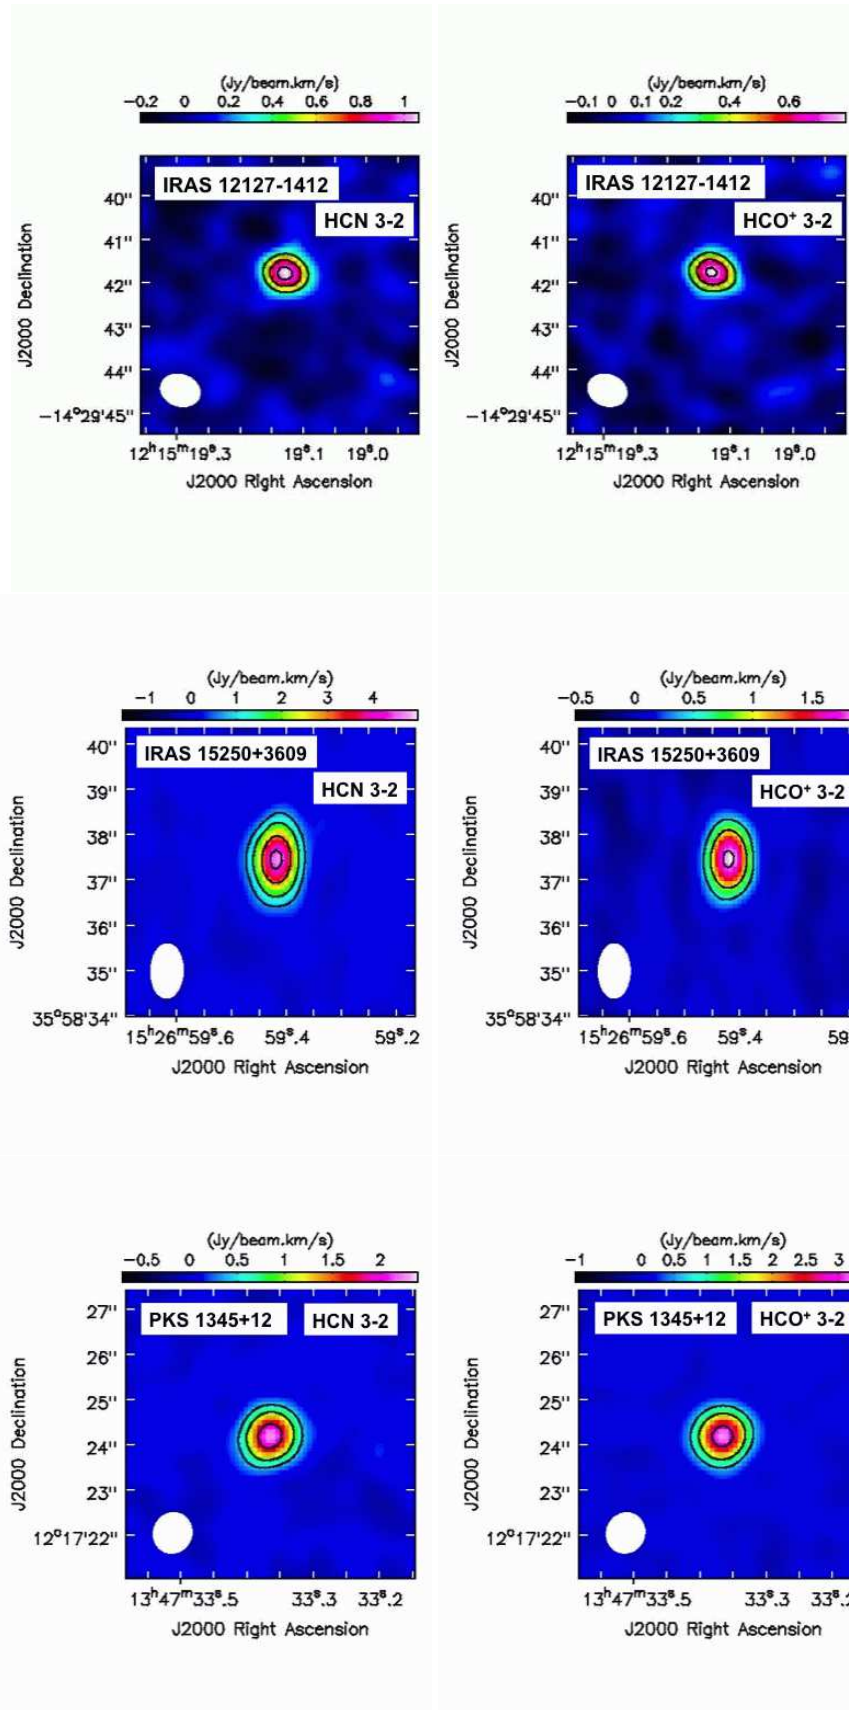 (Jy/beam.km/s)
−0.2 0 0.2 0.4 0.6 0.8 1
IRAS 12127-1412
HCN 3-2
40"
41"
42"
43"
44"
−14°29'45"
J2000 Declination
12ʰ15ᵐ19ˢ.3 19ˢ.1 19ˢ.0
J2000 Right Ascension
(Jy/beam.km/s)
−0.1 0 0.1 0.2 0.4 0.6
IRAS 12127-1412
HCO⁺ 3-2
40"
41"
42"
43"
44"
−14°29'45"
J2000 Declination
12ʰ15ᵐ19ˢ.3 19ˢ.1 19ˢ.0
J2000 Right Ascension
(Jy/beam.km/s)
−1 0 1 2 3 4
IRAS 15250+3609
HCN 3-2
40"
39"
38"
37"
36"
35"
35°58'34"
J2000 Declination
15ʰ26ᵐ59ˢ.6 59ˢ.4 59ˢ.2
J2000 Right Ascension
(Jy/beam.km/s)
−0.5 0 0.5 1 1.5
IRAS 15250+3609
HCO⁺ 3-2
40"
39"
38"
37"
36"
35"
35°58'34"
J2000 Declination
15ʰ26ᵐ59ˢ.6 59ˢ.4 59
J2000 Right Ascension
(Jy/beam.km/s)
−0.5 0 0.5 1 1.5 2
PKS 1345+12 HCN 3-2
27"
26"
25"
24"
23"
12°17'22"
J2000 Declination
13ʰ47ᵐ33ˢ.5 33ˢ.3 33ˢ.2
J2000 Right Ascension
(Jy/beam.km/s)
−1 0 0.5 1 1.5 2 2.5 3
PKS 1345+12 HCO⁺ 3-2
27"
26"
25"
24"
23"
12°17'22"
J2000 Declination
13ʰ47ᵐ33ˢ.5 33ˢ.3 33ˢ.2
J2000 Right Ascension